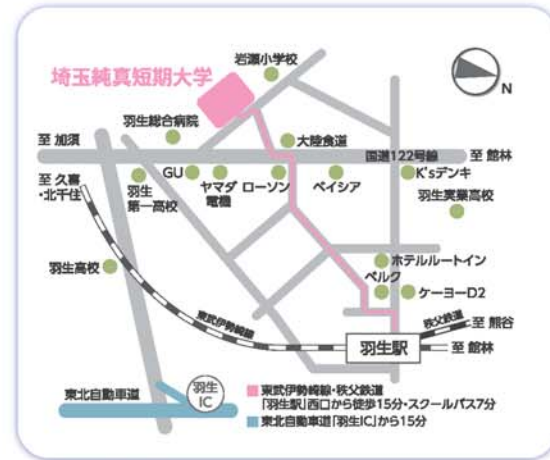 岩瀬小学校
埼玉純真短期大学
N
羽生総合病院
大陸食道
至 加須
国道122号線
至 館林
至 久喜
・北千住
GU
ヤマダ
電機
ローソン
ベイシア
K'sデンキ
羽生
第一高校
羽生実業高校
羽生高校
ホテルルートイン
ベルク
ケーヨーD2
東武伊勢崎線
秩父鉄道
至 熊谷
羽生駅
至 館林
東北自動車道
羽生
IC
東武伊勢崎線・秩父鉄道
「羽生駅」西口から徒歩15分・スクールバス7分
東北自動車道「羽生IC」から15分